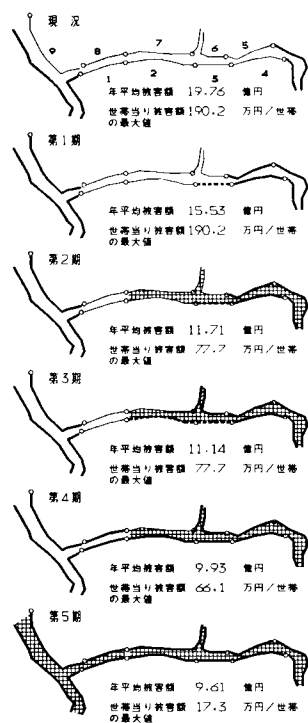 現況
9
8
7
6
5
1
2
3
4
年平均被害額 19.76 億円
世帯当り被害額 190.2 万円/世帯
の最大値
第1期
年平均被害額 15.53 億円
世帯当り被害額 190.2 万円/世帯
の最大値
第2期
年平均被害額 11.71 億円
世帯当り被害額 77.7 万円/世帯
の最大値
第3期
年平均被害額 11.14 億円
世帯当り被害額 77.7 万円/世帯
の最大値
第4期
年平均被害額 9.93 億円
世帯当り被害額 66.1 万円/世帯
の最大値
第5期
年平均被害額 9.61 億円
世帯当り被害額 17.3 万円/世帯
の最大値